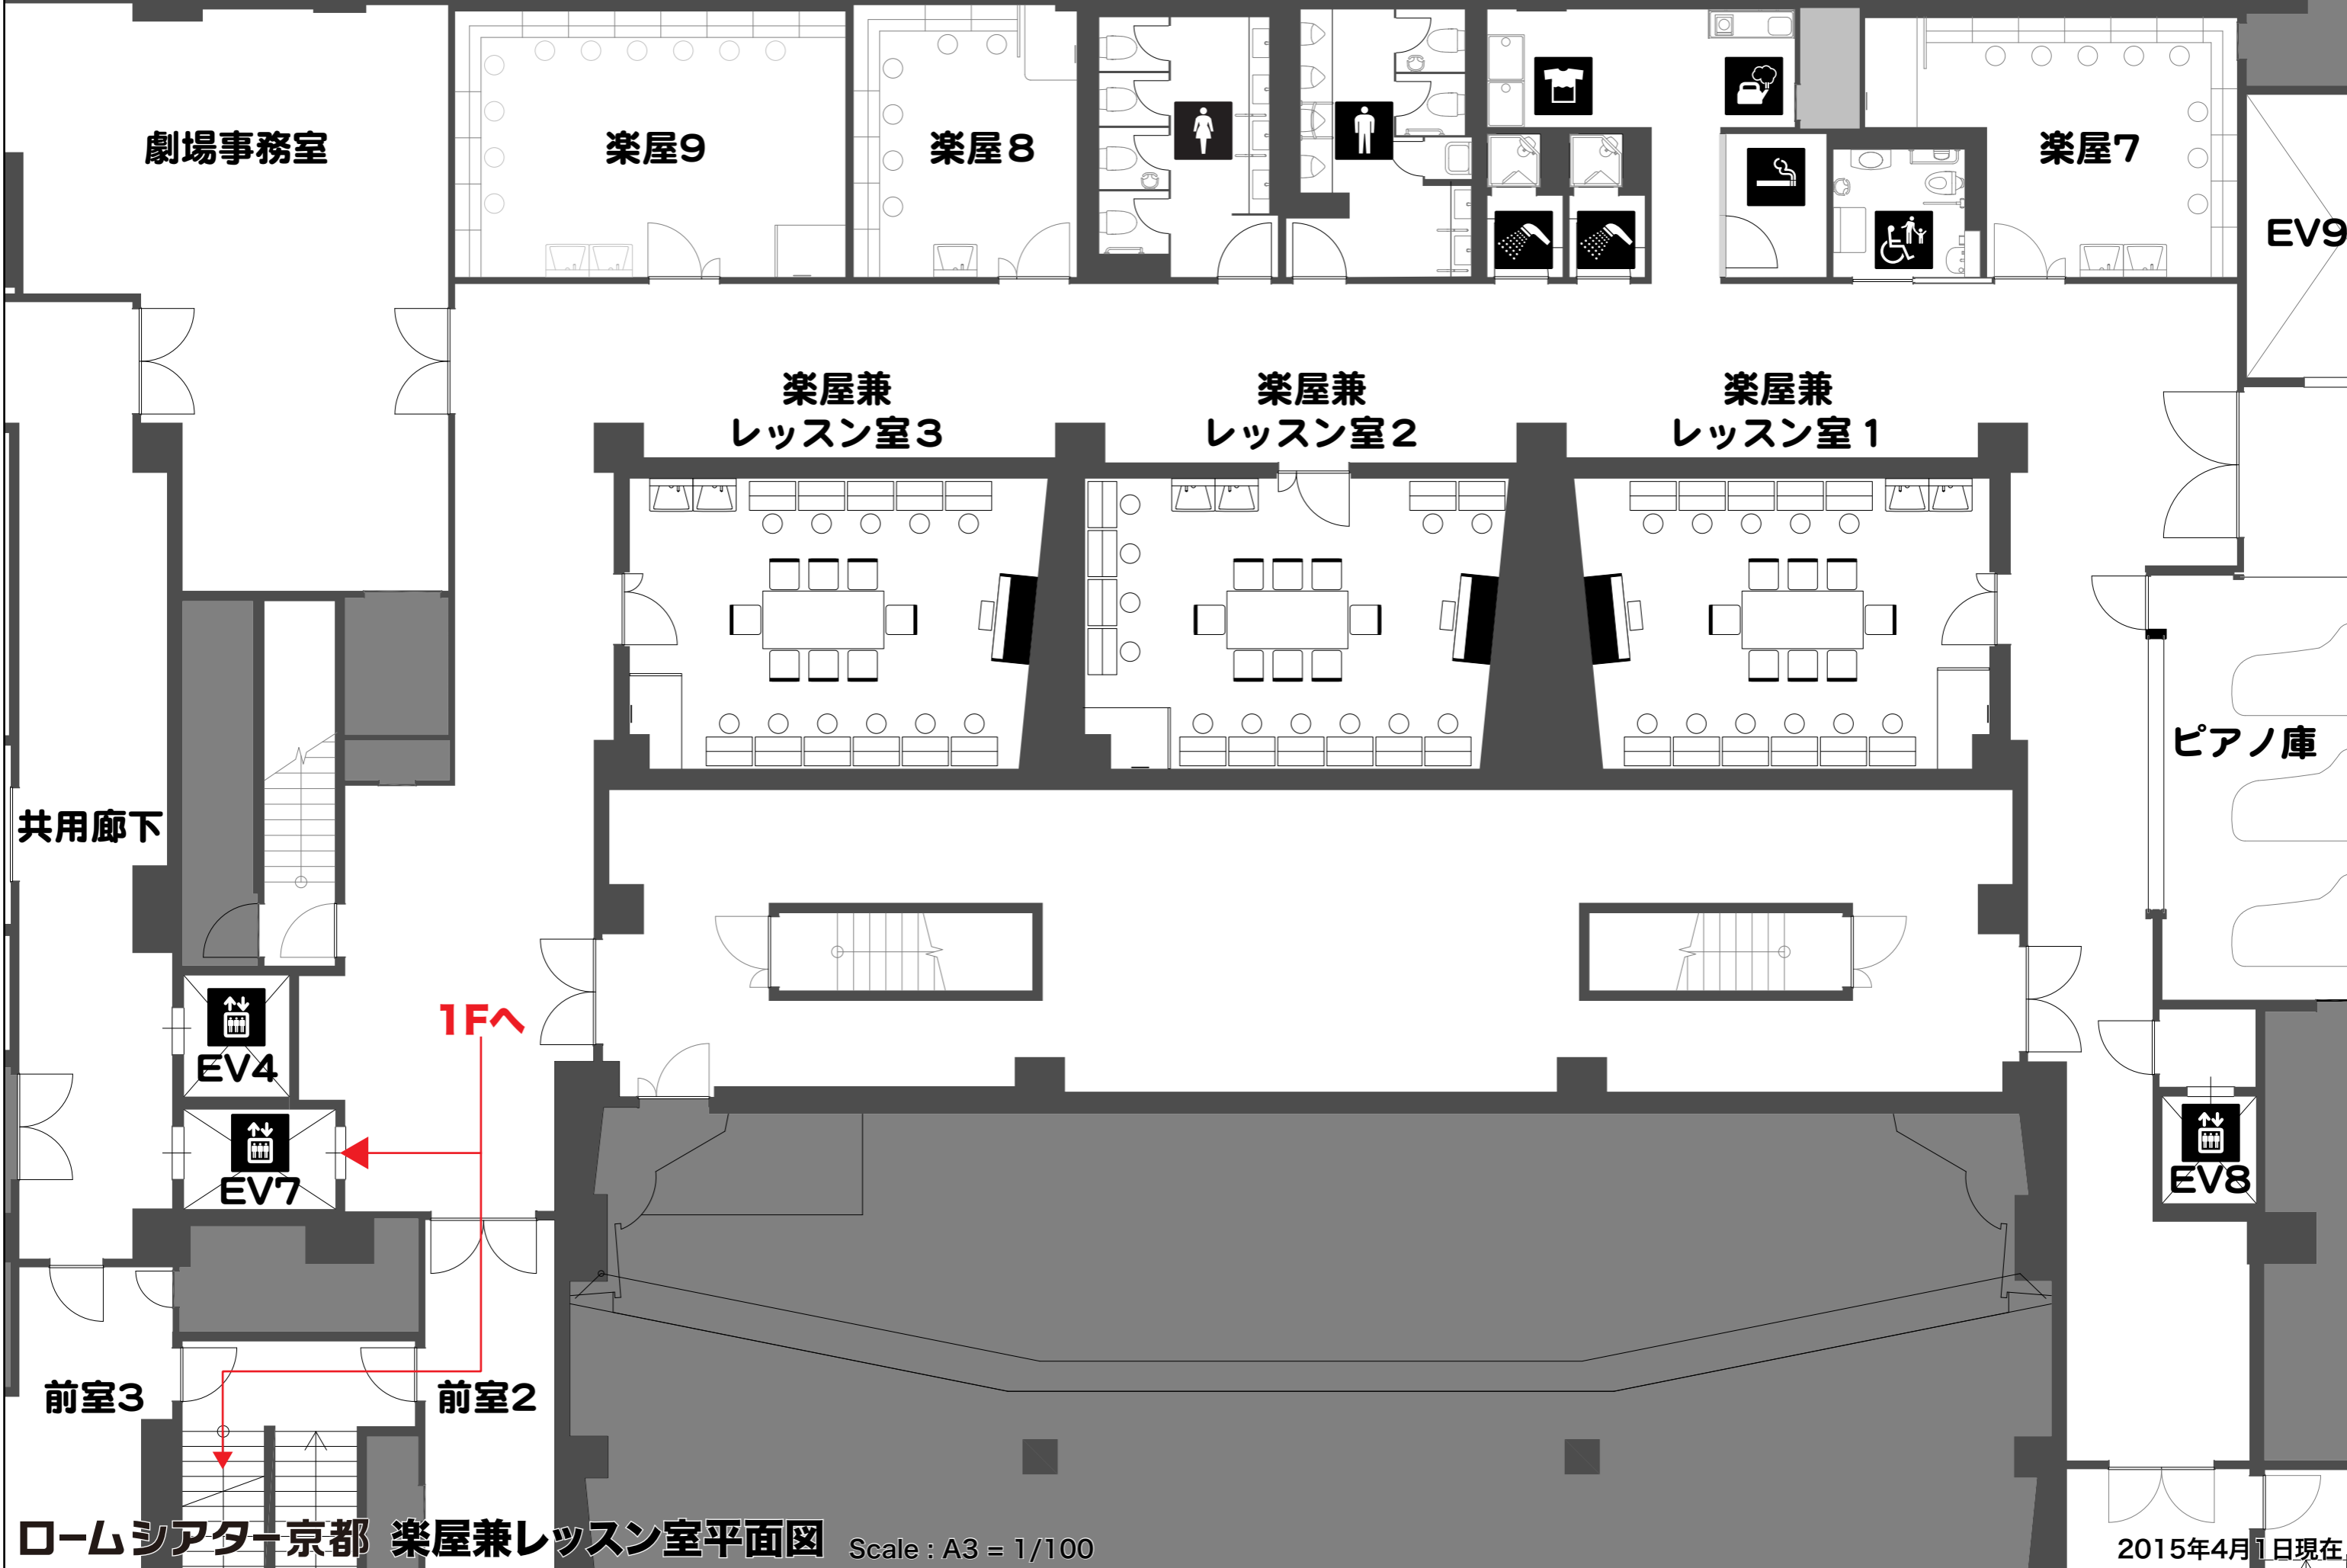 劇場事務室
楽屋9
楽屋8
楽屋7
EV9
楽屋兼
レッスン室3
楽屋兼
レッスン室2
楽屋兼
レッスン室1
ピアノ庫
共用廊下
1Fへ
EV4
EV7
EV8
前室3
前室2
ロームシアター京都 楽屋兼レッスン室平面図 Scale : A3 = 1/100
2015年4月1日現在